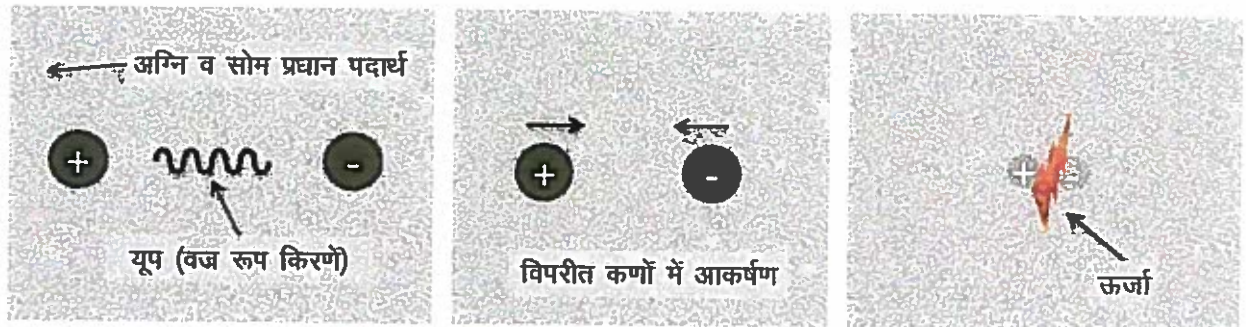 अग्नि व सोम प्रधान पदार्थ
+
-
यूप (वज्र रूप किरणें)
+
-
विपरीत कणों में आकर्षण
+
-
ऊर्जा